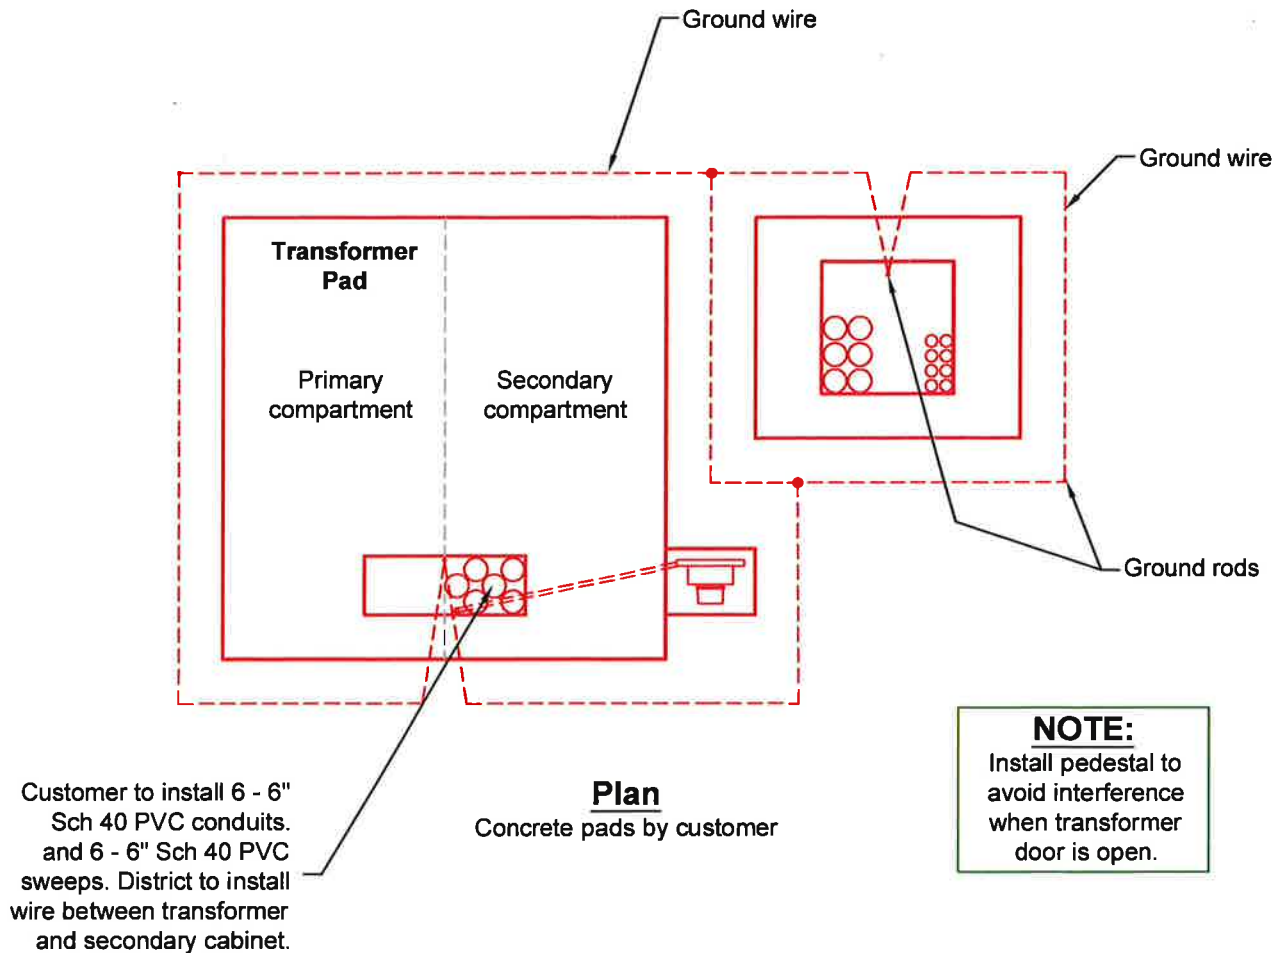 Ground wire
Ground wire
Transformer
Pad
Primary
compartment
Secondary
compartment
Ground rods
NOTE:
Install pedestal to
avoid interference
when transformer
door is open.
Plan
Concrete pads by customer
Customer to install 6 - 6"
Sch 40 PVC conduits.
and 6 - 6" Sch 40 PVC
sweeps. District to install
wire between transformer
and secondary cabinet.